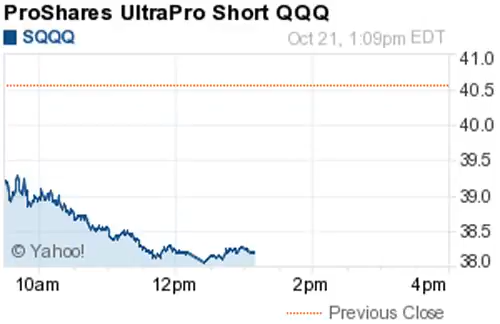 ProShares UltraPro Short QQQ
SQQQ Oct 21, 1:09pm EDT
41.0
40.5
40.0
39.5
39.0
38.5
38.0
© Yahoo!
10am 12pm 2pm 4pm
Previous Close